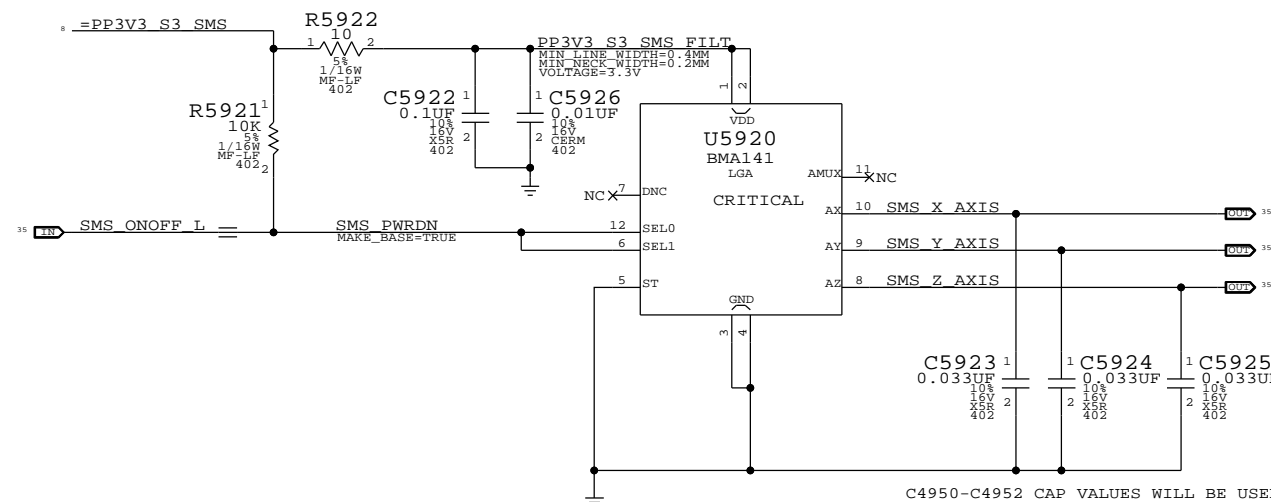 8 =PP3V3_S3_SMS
R5922
10
1 2
5%
1/16W
MF-LF
402
PP3V3_S3_SMS_FILT
MIN_LINE_WIDTH=0.4MM
MIN_NECK_WIDTH=0.2MM
VOLTAGE=3.3V
R5921
10K
5%
1/16W
MF-LF
402
1
2
C5922
0.1UF
10%
16V
X5R
402
1
2
C5926
0.01UF
10%
16V
CERM
402
1
2
1 2
VDD
U5920
BMA141
LGA
CRITICAL
NC 7 DNC
AMUX 11 NC
AX 10 SMS_X_AXIS OUT 35
35 IN SMS_ONOFF_L SMS_PWRDN 12 SEL0
MAKE_BASE=TRUE
6 SEL1
AY 9 SMS_Y_AXIS OUT 35
5 ST
AZ 8 SMS_Z_AXIS OUT 35
GND
3 4
C5923
0.033UF
10%
16V
X5R
402
1
2
C5924
0.033UF
10%
16V
X5R
402
1
2
C5925
0.033U
10%
16V
X5R
402
1
2
C4950-C4952 CAP VALUES WILL BE USE